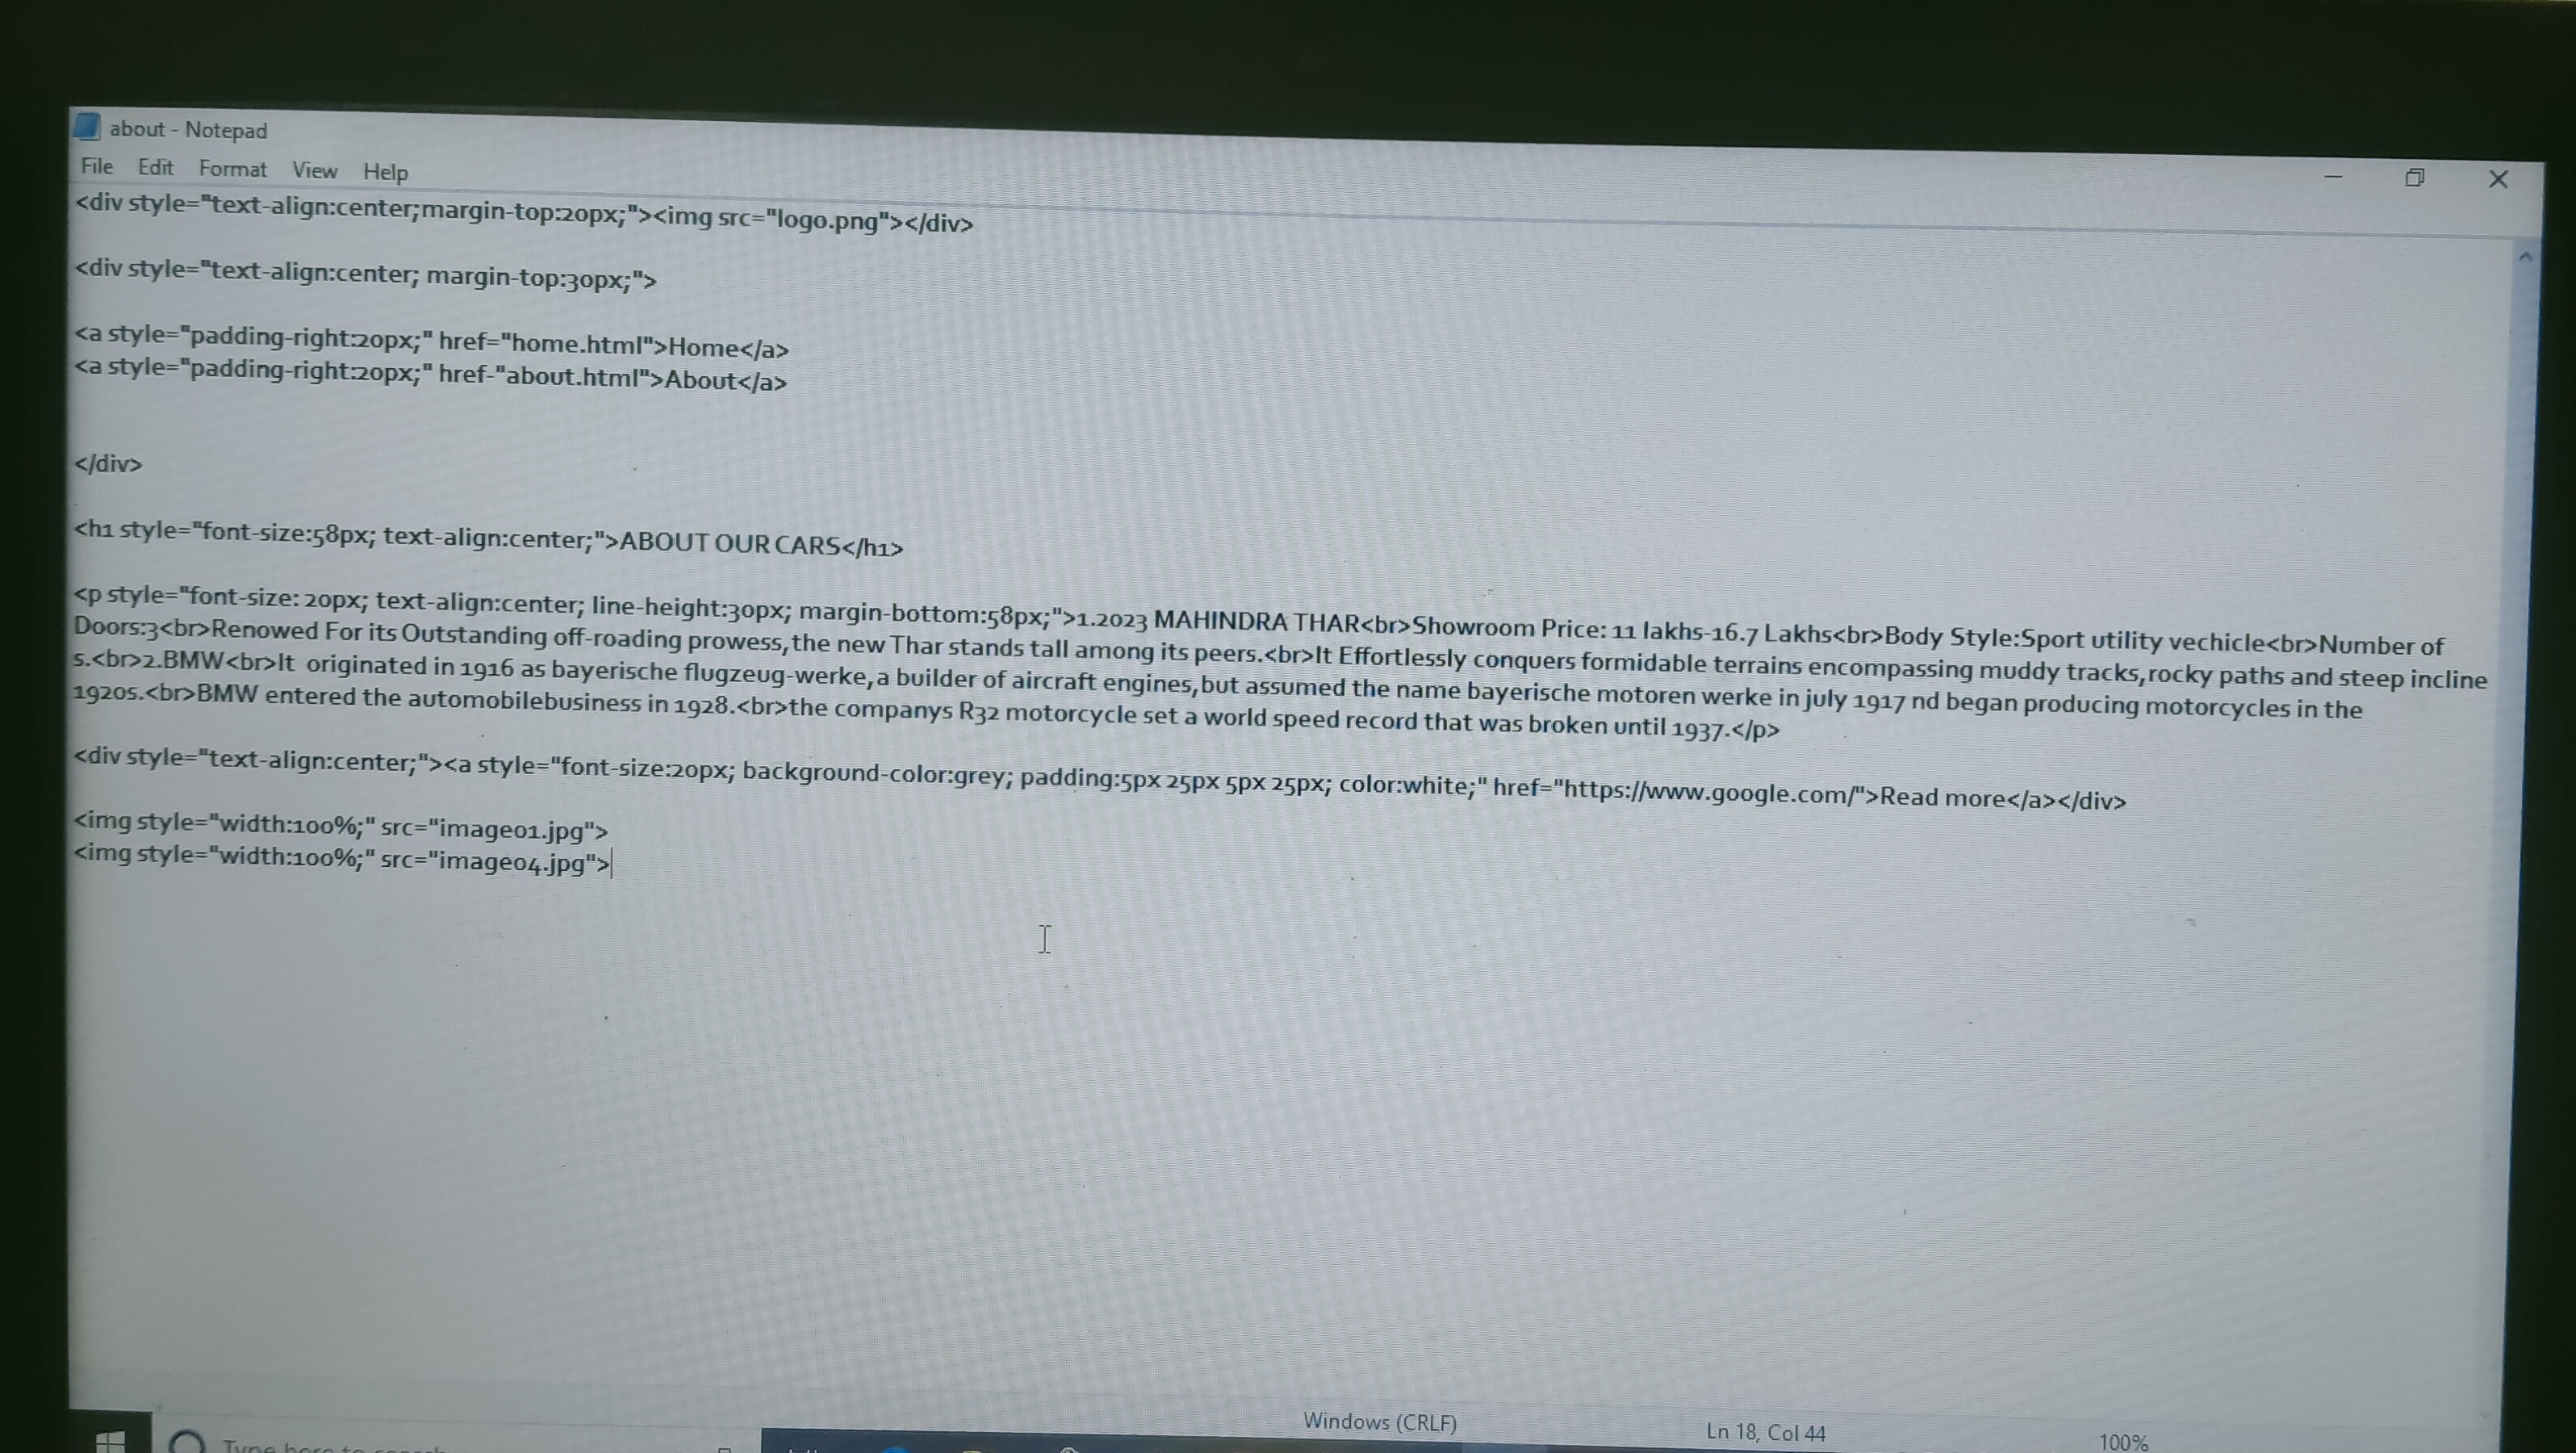 about - Notepad
File Edit Format View Help
<div style="text-align:center;margin-top:20px;"><img src="logo.png"></div>
<div style="text-align:center; margin-top:30px;">
<a style="padding-right:20px;" href="home.html">Home</a>
<a style="padding-right:20px;" href-"about.html">About</a>
</div>
<h1 style="font-size:58px; text-align:center;">ABOUT OUR CARS</h1>
<p style="font-size: 20px; text-align:center; line-height:30px; margin-bottom:58px;">1.2023 MAHINDRA THAR<br>Showroom Price: 11 lakhs-16.7 Lakhs<br>Body Style:Sport utility vechicle<br>Number of
Doors:3<br>Renowed For its Outstanding off-roading prowess,the new Thar stands tall among its peers.<br>It Effortlessly conquers formidable terrains encompassing muddy tracks,rocky paths and steep incline
s.<br>2.BMW<br>It originated in 1916 as bayerische flugzeug-werke,a builder of aircraft engines,but assumed the name bayerische motoren werke in july 1917 nd began producing motorcycles in the
1920s.<br>BMW entered the automobilebusiness in 1928.<br>the companys R32 motorcycle set a world speed record that was broken until 1937.</p>
<div style="text-align:center;"><a style="font-size:20px; background-color:grey; padding:5px 25px 5px 25px; color:white;" href="https://www.google.com/">Read more</a></div>
<img style="width:100%;" src="image01.jpg">
<img style="width:100%;" src="image04.jpg">
Windows (CRLF) Ln 18, Col 44 100%